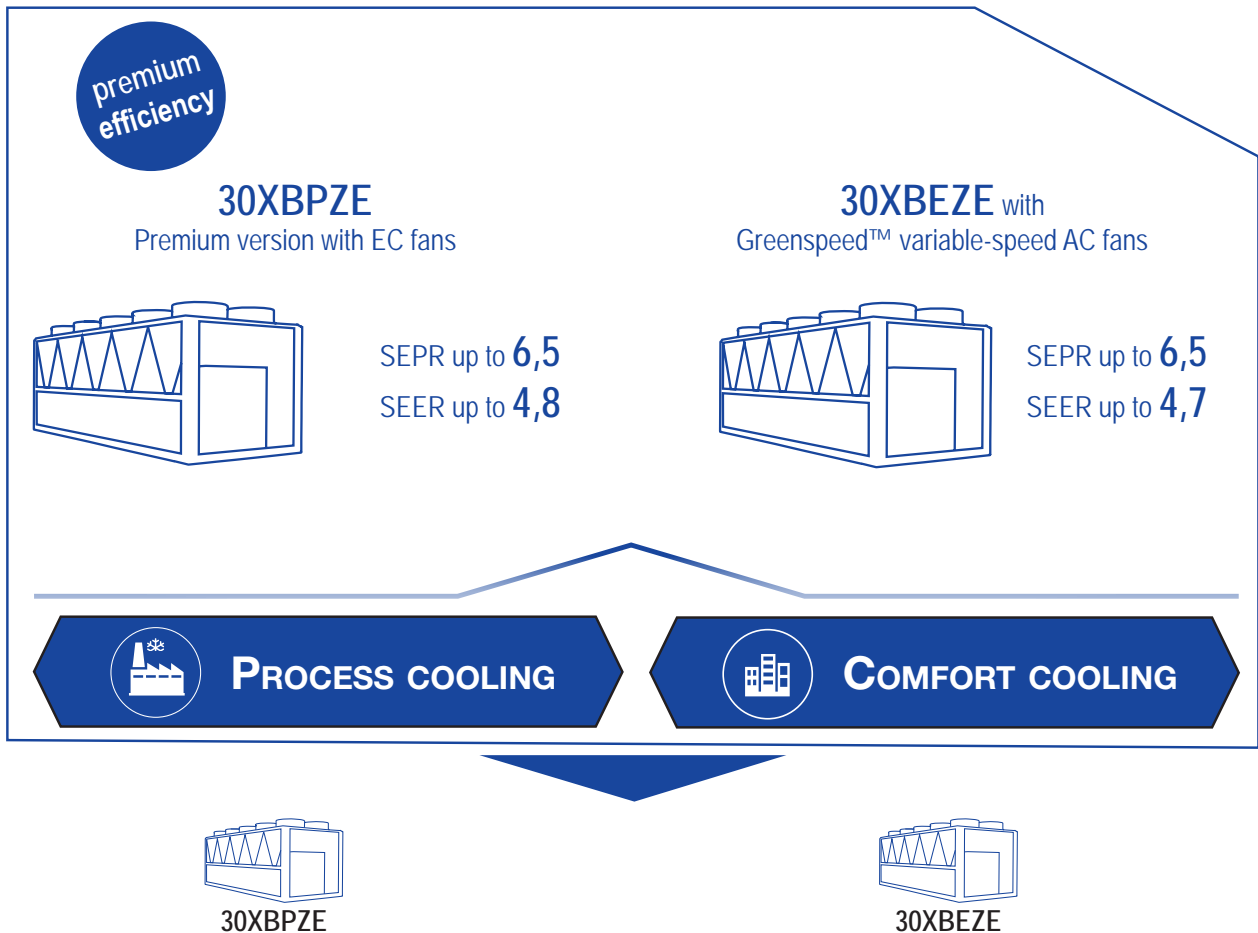 premium
efficiency
30XBPZE
Premium version with EC fans
SEPR up to 6,5
SEER up to 4,8
30XBEZE with
Greenspeed™ variable-speed AC fans
SEPR up to 6,5
SEER up to 4,7
PROCESS COOLING
COMFORT COOLING
30XBPZE
30XBEZE